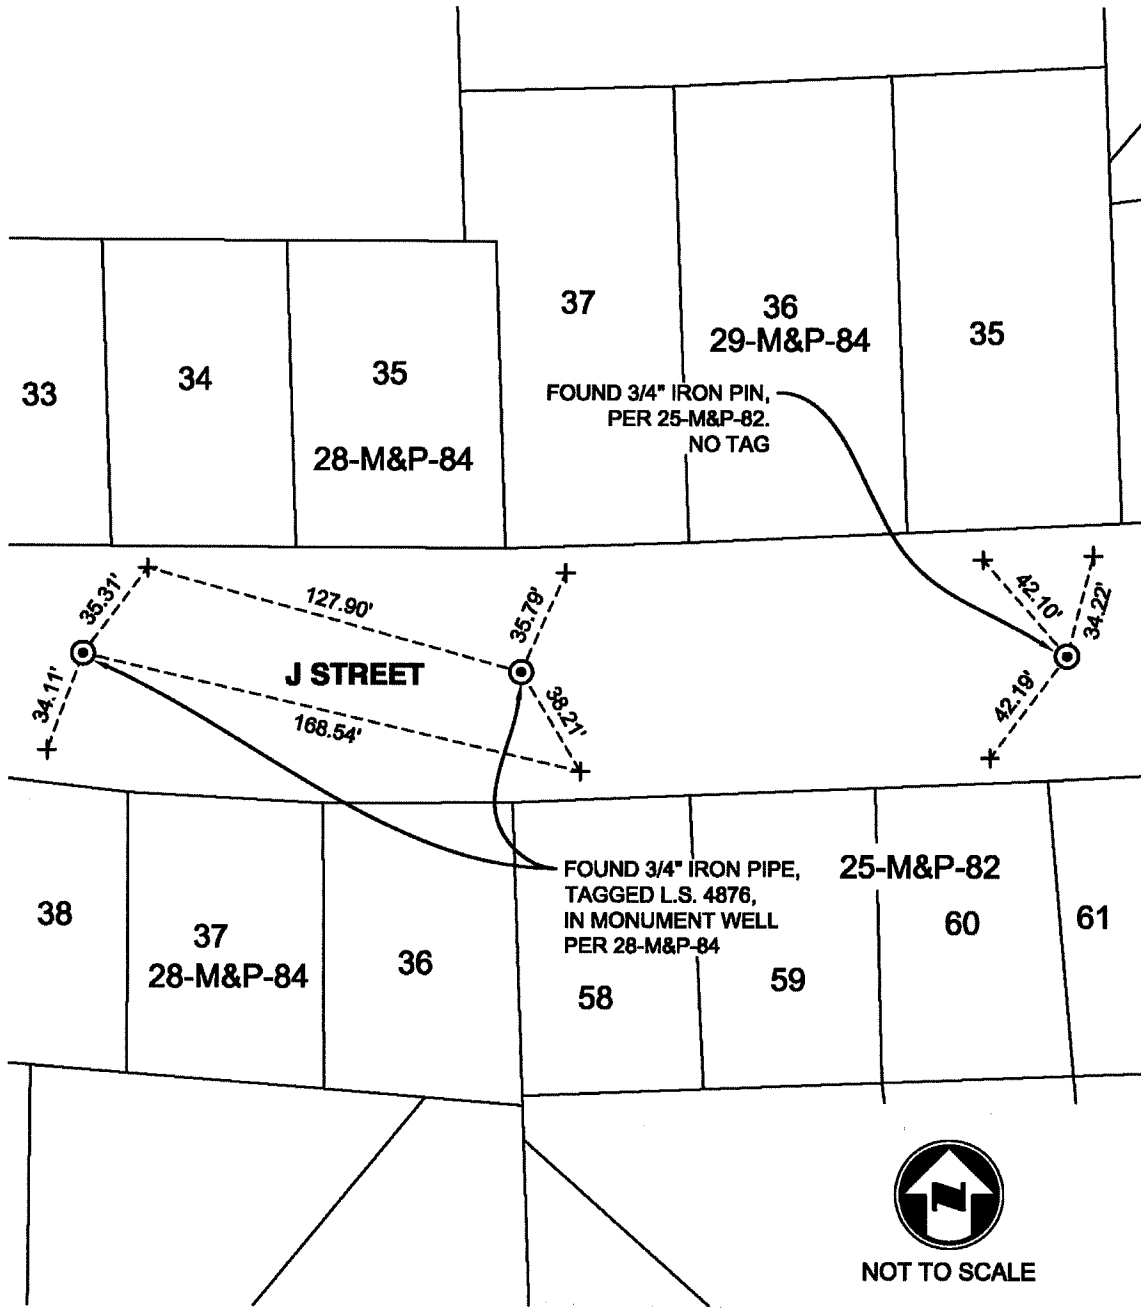 37
36
29-M&P-84
35
33
34
35
28-M&P-84
FOUND 3/4" IRON PIN,
PER 25-M&P-82.
NO TAG
35.31'
127.90'
35.79'
42.10'
34.22'
34.11'
J STREET
168.54'
38.21'
42.19'
38
37
28-M&P-84
36
FOUND 3/4" IRON PIPE,
TAGGED L.S. 4876,
IN MONUMENT WELL
PER 28-M&P-84
58
59
25-M&P-82
60
61
N
NOT TO SCALE